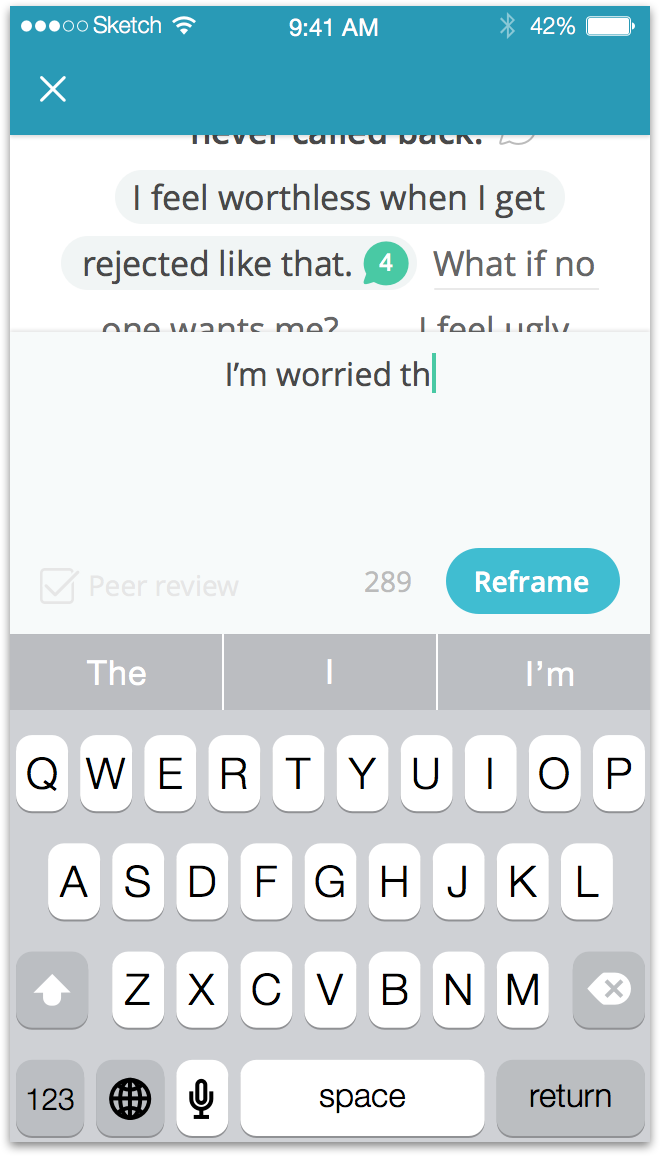 Sketch 9:41 AM 42%
never called back.
I feel worthless when I get
rejected like that. 4 What if no
one wants me? I feel ugly
I’m worried th
Peer review 289 Reframe
The I I’m
Q W E R T Y U I O P
A S D F G H J K L
Z X C V B N M
123 space return